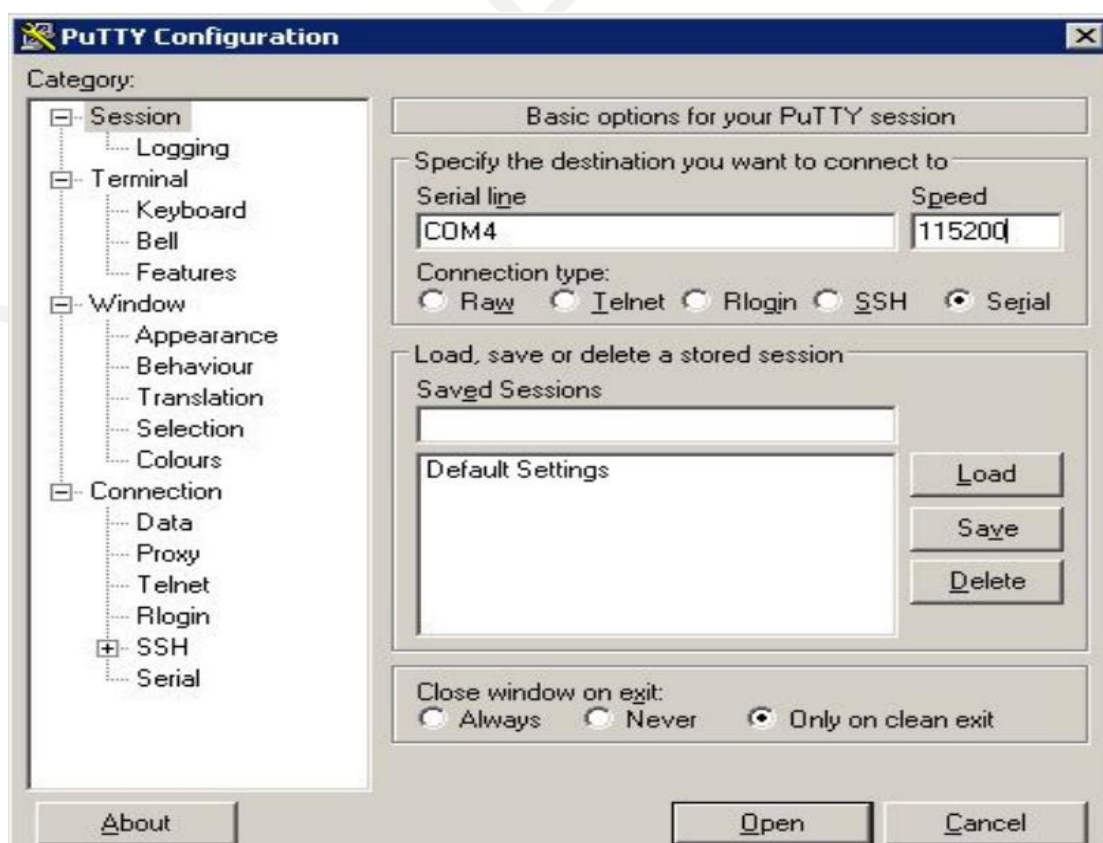 PuTTY Configuration
Category:
Session
Logging
Terminal
Keyboard
Bell
Features
Window
Appearance
Behaviour
Translation
Selection
Colours
Connection
Data
Proxy
Telnet
Rlogin
SSH
Serial
Basic options for your PuTTY session
Specify the destination you want to connect to
Serial line Speed
COM4 115200
Connection type:
Raw Telnet Rlogin SSH Serial
Load, save or delete a stored session
Saved Sessions
Default Settings
Load
Save
Delete
Close window on exit:
Always Never Only on clean exit
About Open Cancel